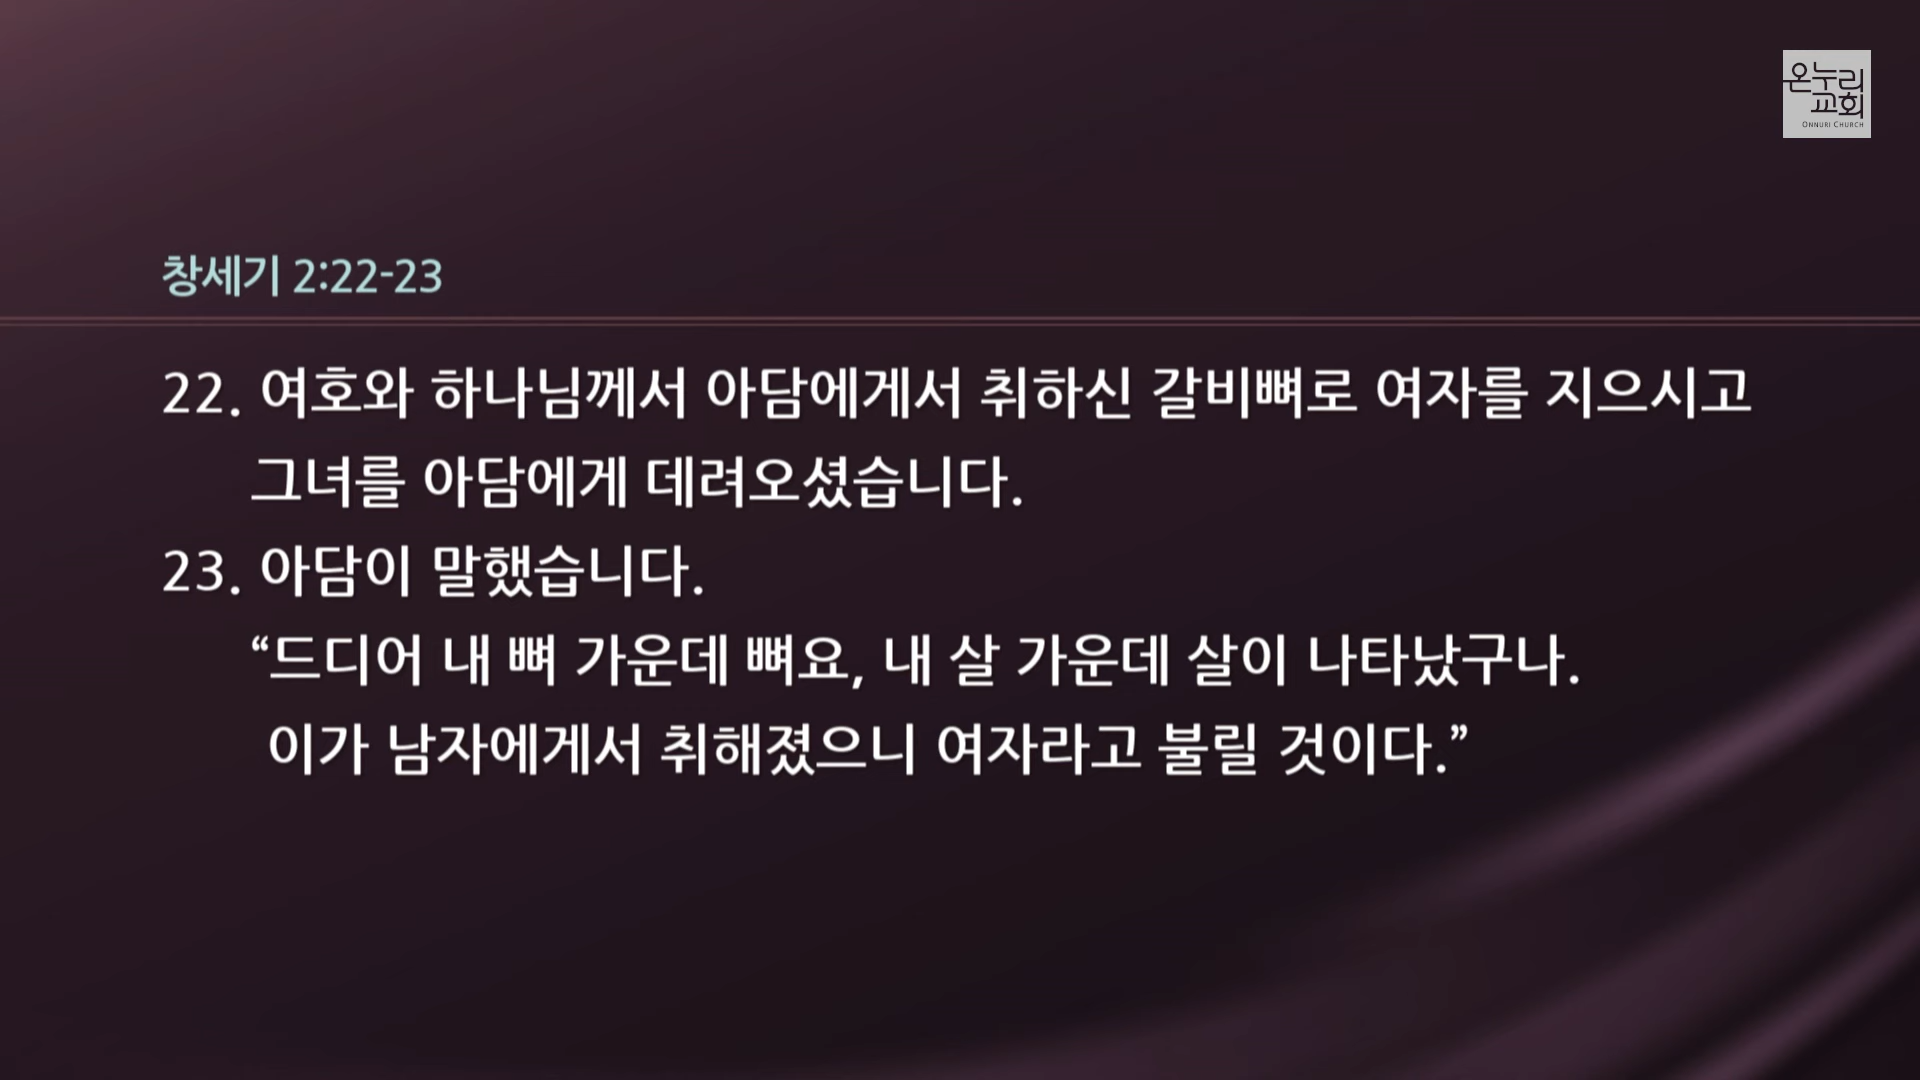 온누리
교회
ONNURI CHURCH
창세기 2:22-23
22. 여호와 하나님께서 아담에게서 취하신 갈비뼈로 여자를 지으시고
그녀를 아담에게 데려오셨습니다.
23. 아담이 말했습니다.
“드디어 내 뼈 가운데 뼈요, 내 살 가운데 살이 나타났구나.
이가 남자에게서 취해졌으니 여자라고 불릴 것이다.”